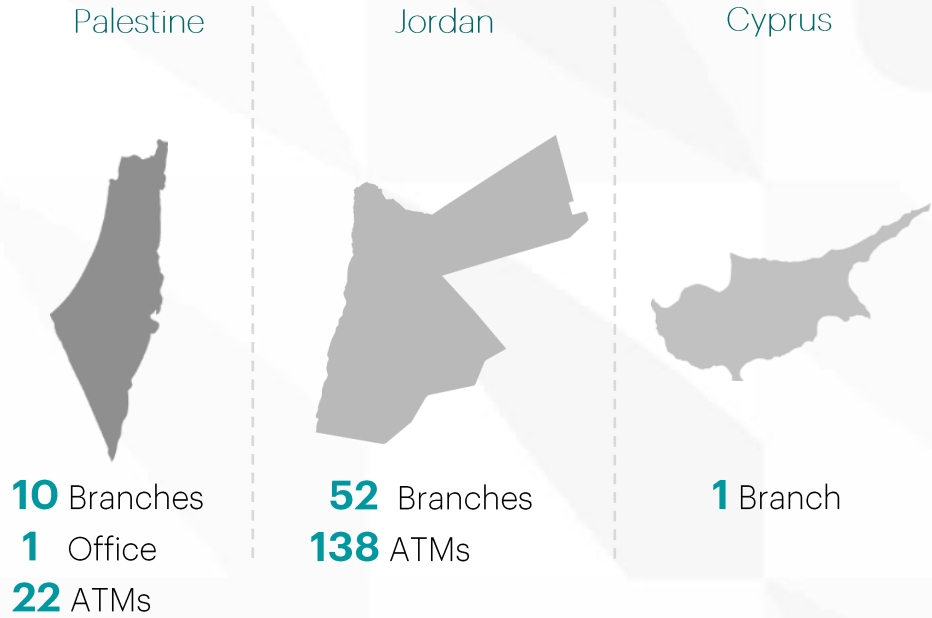 Palestine
10 Branches
1 Office
22 ATMs
Jordan
52 Branches
138 ATMs
Cyprus
1 Branch